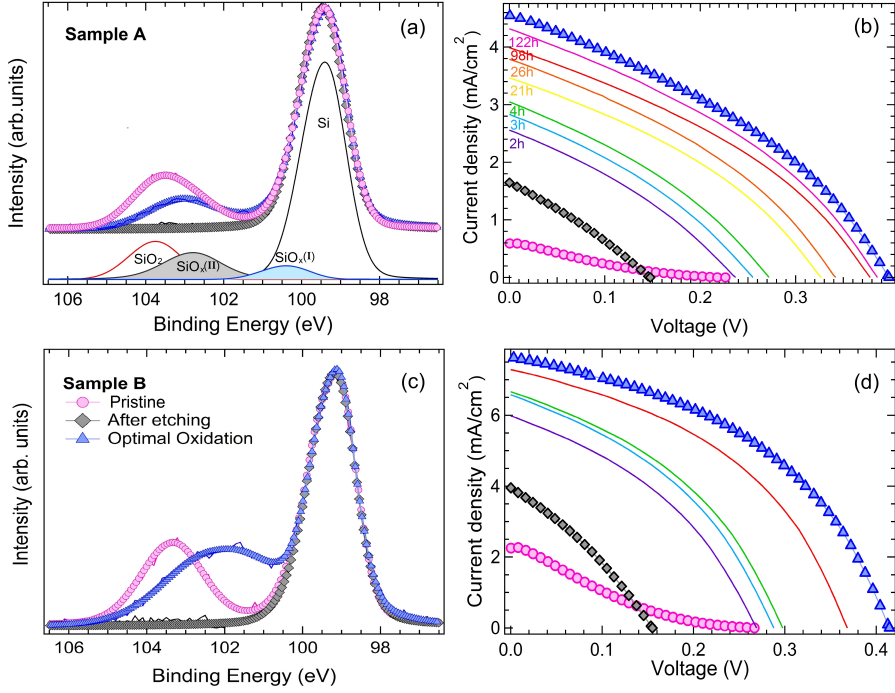 Sample A
(a)
Si
SiO2
SiOx(II)
SiOx(I)
Intensity (arb.units)
106
104
102
100
98
Binding Energy (eV)
(b)
122h
98h
26h
21h
4h
3h
2h
Current density (mA/cm2
4
3
2
1
0
0.0
0.1
0.2
0.3
Voltage (V)
Sample B
(c)
Pristine
After etching
Optimal Oxidation
Intensity (arb. units)
106
104
102
100
98
Binding Energy (eV)
(d)
Current density (mA/cm2
6
4
2
0
0.0
0.1
0.2
0.3
0.4
Voltage (V)